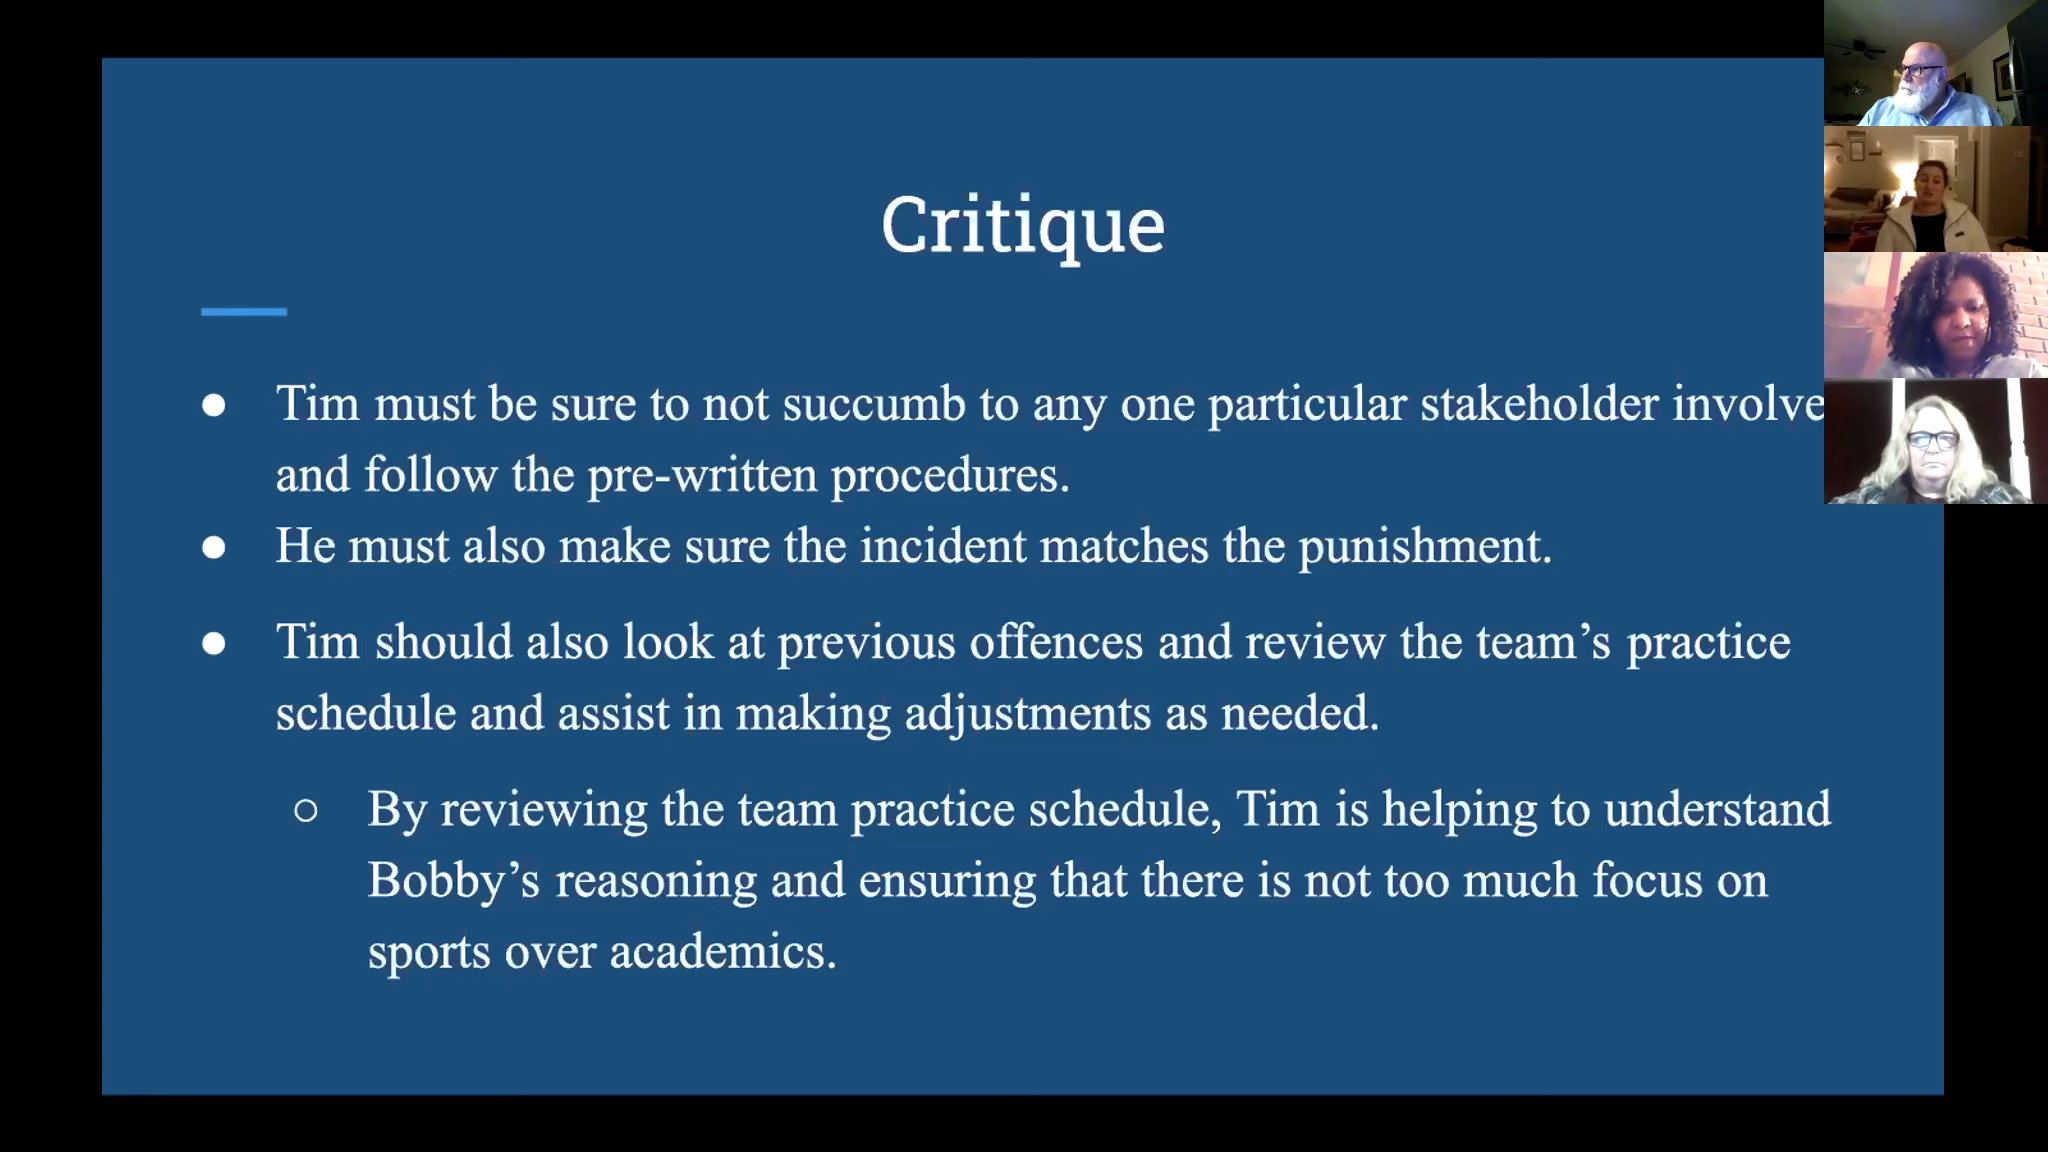 Critique
● Tim must be sure to not succumb to any one particular stakeholder involve
and follow the pre-written procedures.
● He must also make sure the incident matches the punishment.
● Tim should also look at previous offences and review the team’s practice
schedule and assist in making adjustments as needed.
○ By reviewing the team practice schedule, Tim is helping to understand
Bobby’s reasoning and ensuring that there is not too much focus on
sports over academics.